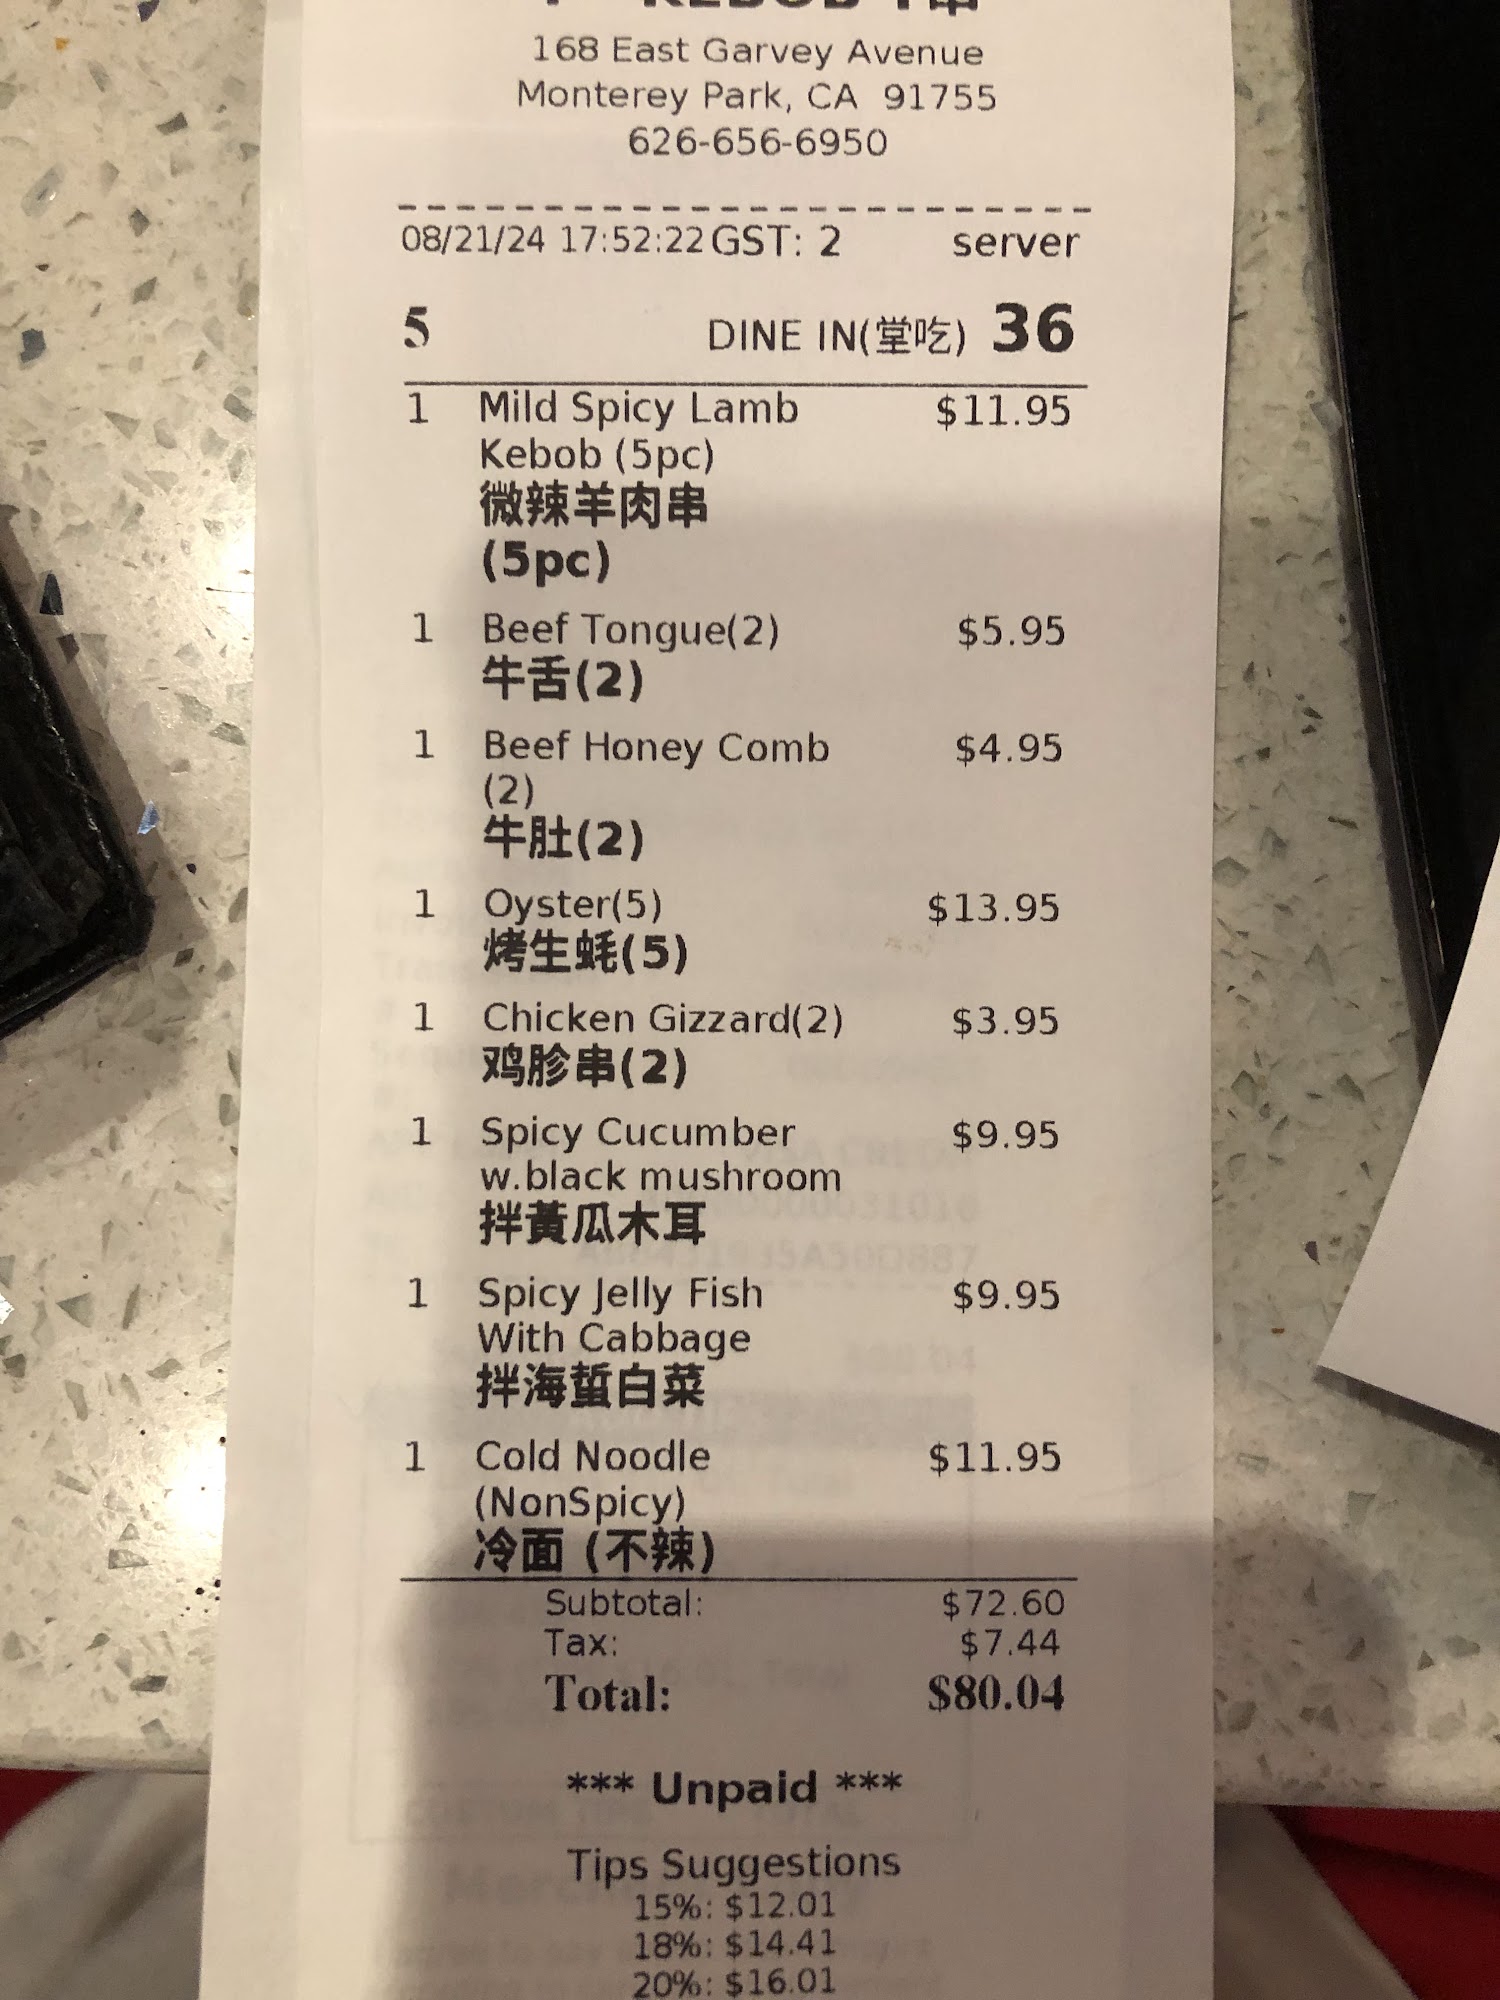 KEBOB
168 East Garvey Avenue
Monterey Park, CA 91755
626-656-6950
08/21/24 17:52:22 GST: 2 server
5 DINE IN(堂吃) 36
1 Mild Spicy Lamb $11.95
Kebob (5pc)
微辣羊肉串
(5pc)
1 Beef Tongue(2) $5.95
牛舌(2)
1 Beef Honey Comb $4.95
(2)
牛肚(2)
1 Oyster(5) $13.95
烤生蚝(5)
1 Chicken Gizzard(2) $3.95
鸡胗串(2)
1 Spicy Cucumber $9.95
w.black mushroom
拌黃瓜木耳
1 Spicy Jelly Fish $9.95
With Cabbage
拌海蜇白菜
1 Cold Noodle $11.95
(NonSpicy)
冷面 (不辣)
Subtotal: $72.60
Tax: $7.44
Total: $80.04
*** Unpaid ***
Tips Suggestions
15%: $12.01
18%: $14.41
20%: $16.01